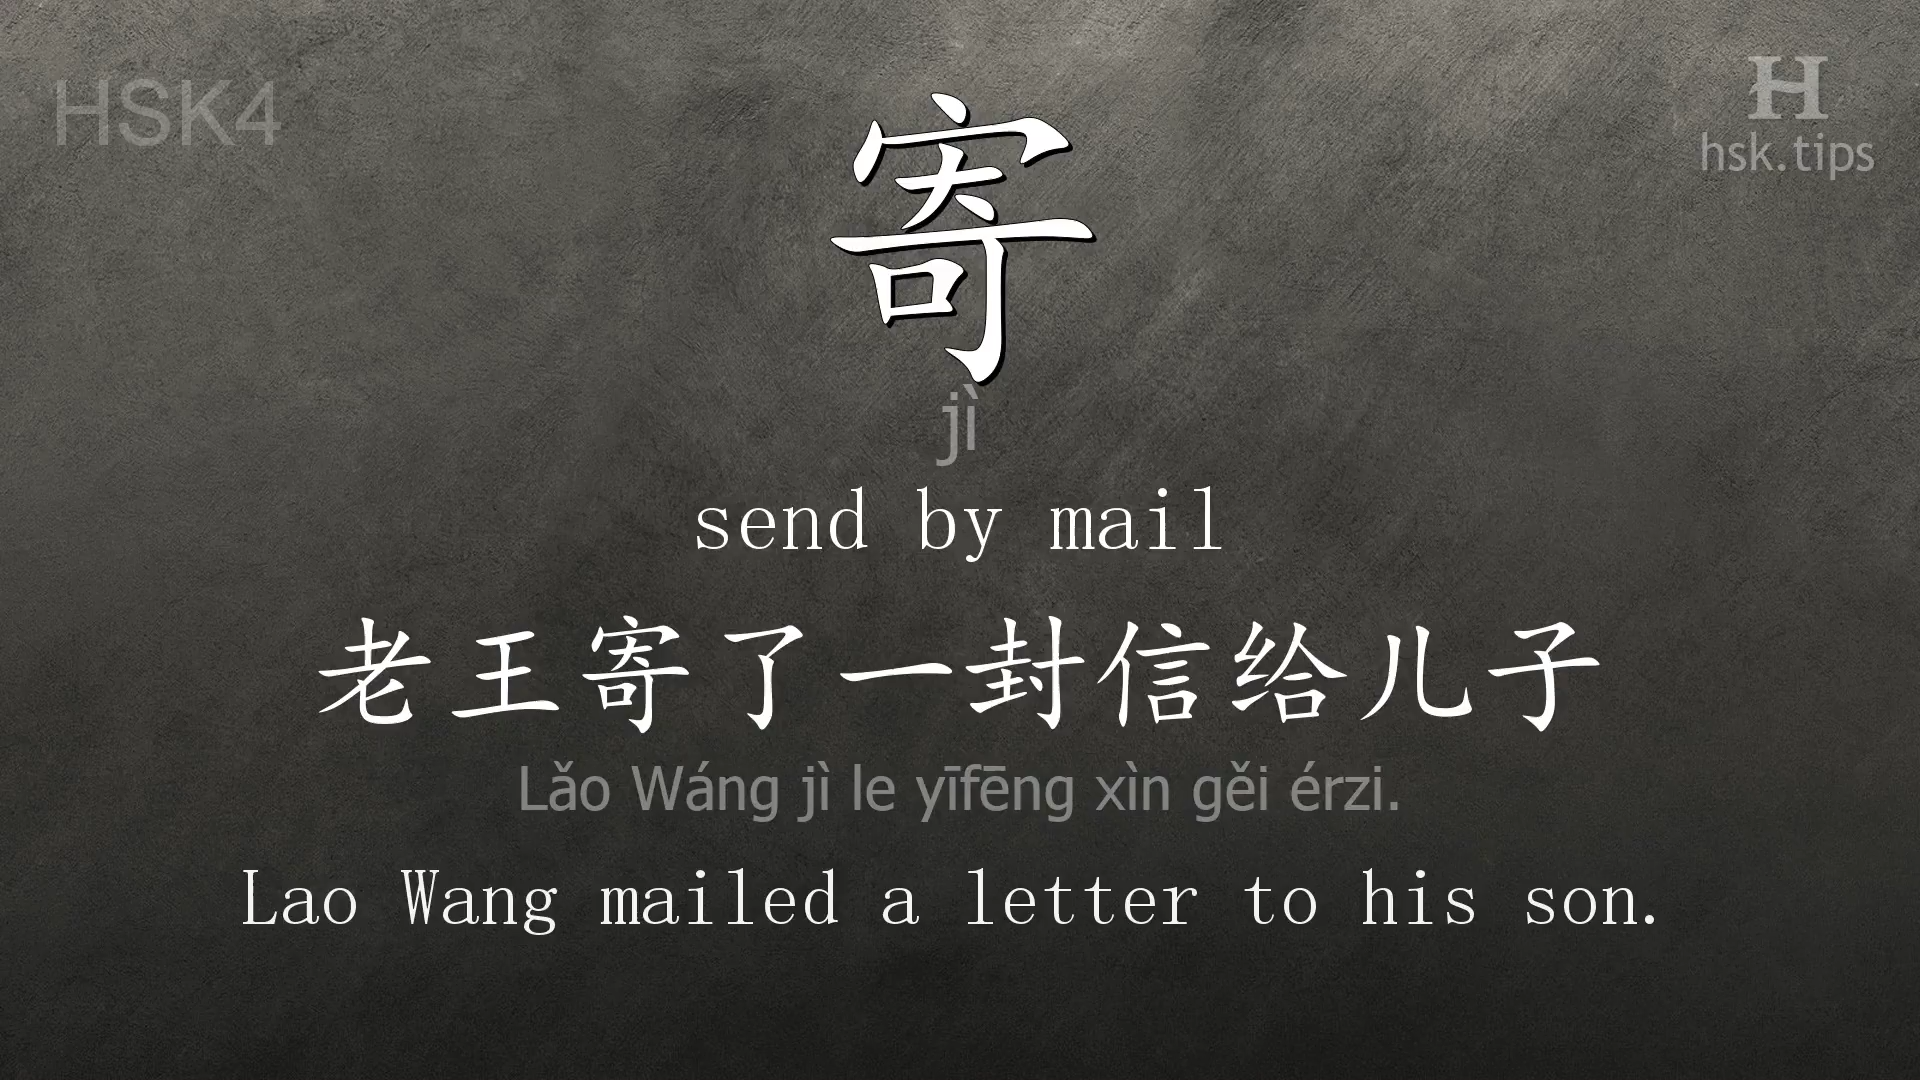 HSK4
H
hsk.tips
寄
jì
send by mail
老王寄了一封信给儿子
Lǎo Wáng jì le yīfēng xìn gěi érzi.
Lao Wang mailed a letter to his son.